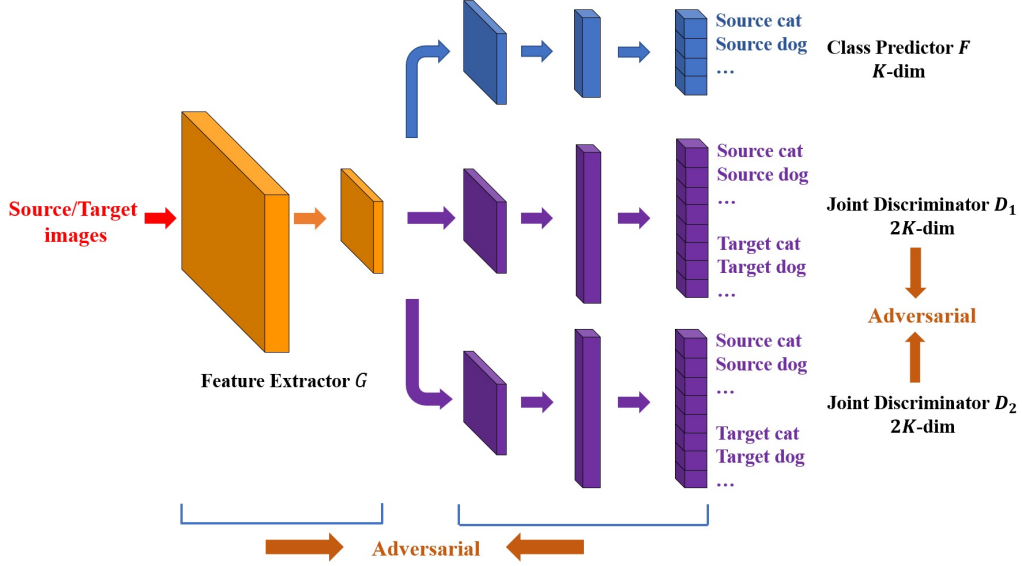 Source/Target
images
Feature Extractor G
Source cat
Source dog
...
Class Predictor F
K-dim
Source cat
Source dog
...
Target cat
Target dog
...
Joint Discriminator D₁
2K-dim
Adversarial
Source cat
Source dog
...
Target cat
Target dog
...
Joint Discriminator D₂
2K-dim
Adversarial